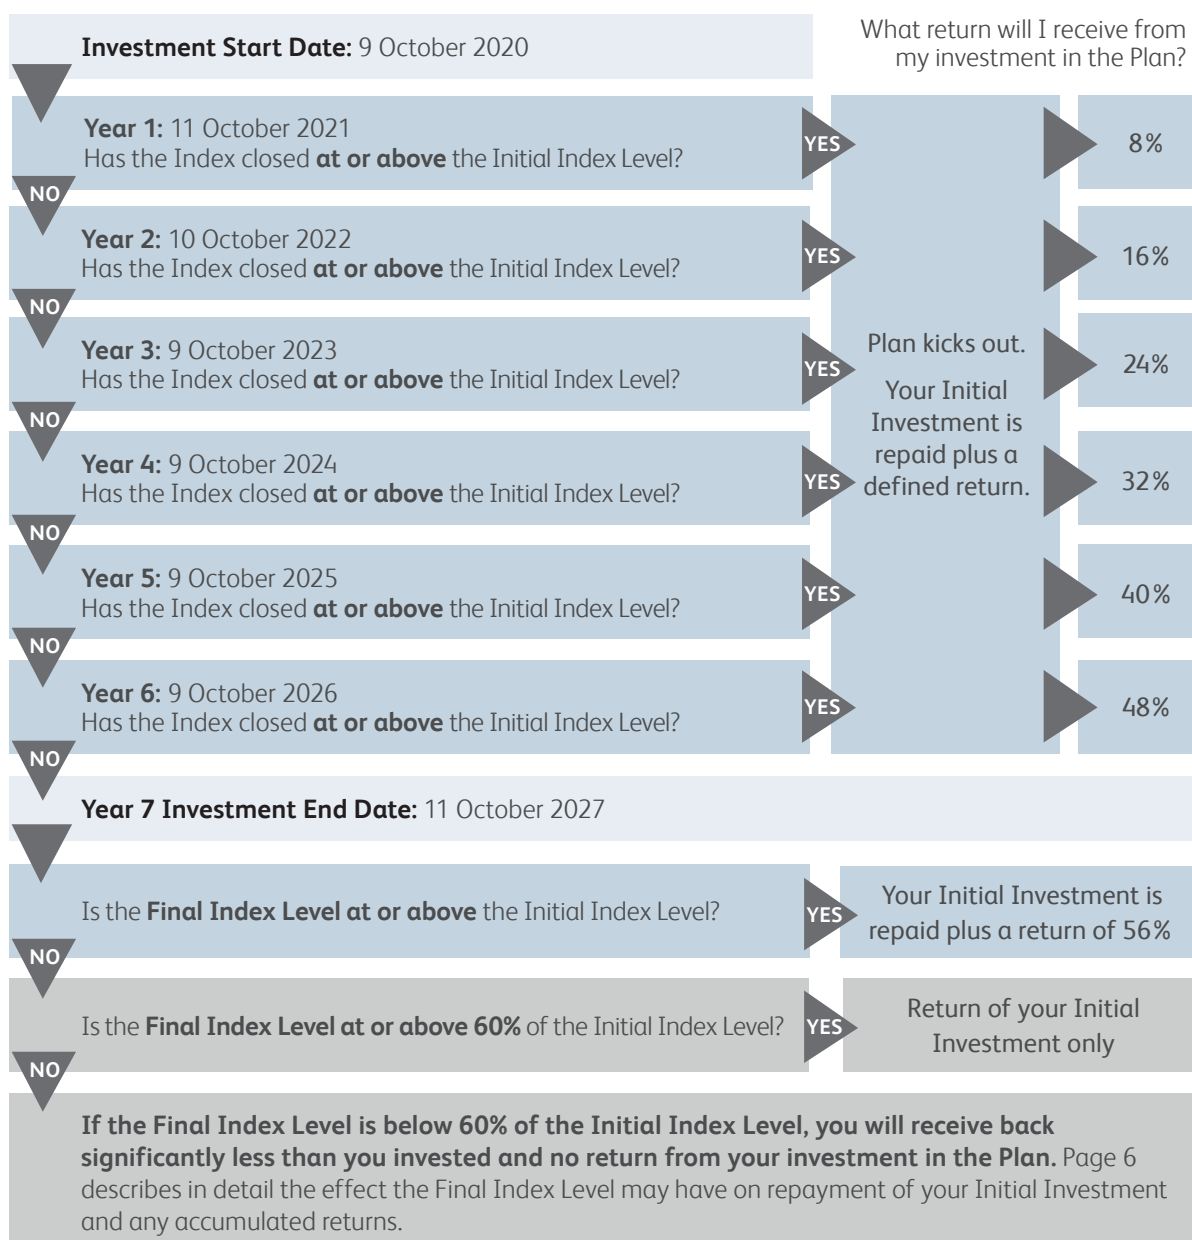 Investment Start Date: 9 October 2020
What return will I receive from
my investment in the Plan?
Year 1: 11 October 2021
Has the Index closed at or above the Initial Index Level?
YES
8%
NO
Year 2: 10 October 2022
Has the Index closed at or above the Initial Index Level?
YES
16%
NO
Year 3: 9 October 2023
Has the Index closed at or above the Initial Index Level?
YES
Plan kicks out.
Your Initial
Investment is
repaid plus a
defined return.
24%
NO
Year 4: 9 October 2024
Has the Index closed at or above the Initial Index Level?
YES
32%
NO
Year 5: 9 October 2025
Has the Index closed at or above the Initial Index Level?
YES
40%
NO
Year 6: 9 October 2026
Has the Index closed at or above the Initial Index Level?
YES
48%
NO
Year 7 Investment End Date: 11 October 2027
Is the Final Index Level at or above the Initial Index Level?
YES
Your Initial Investment is
repaid plus a return of 56%
NO
Is the Final Index Level at or above 60% of the Initial Index Level?
YES
Return of your Initial
Investment only
NO
If the Final Index Level is below 60% of the Initial Index Level, you will receive back
significantly less than you invested and no return from your investment in the Plan. Page 6
describes in detail the effect the Final Index Level may have on repayment of your Initial Investment
and any accumulated returns.